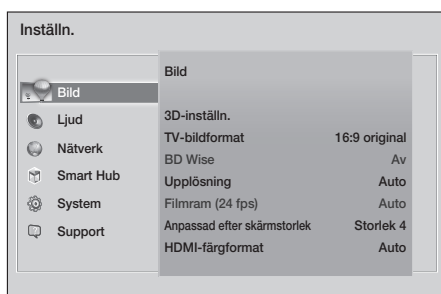 Inställn.
Bild
Ljud
Nätverk
Smart Hub
System
Support
Bild
3D-inställn.
TV-bildformat 16:9 original
BD Wise Av
Upplösning Auto
Filmram (24 fps) Auto
Anpassad efter skärmstorlek Storlek 4
HDMI-färgformat Auto